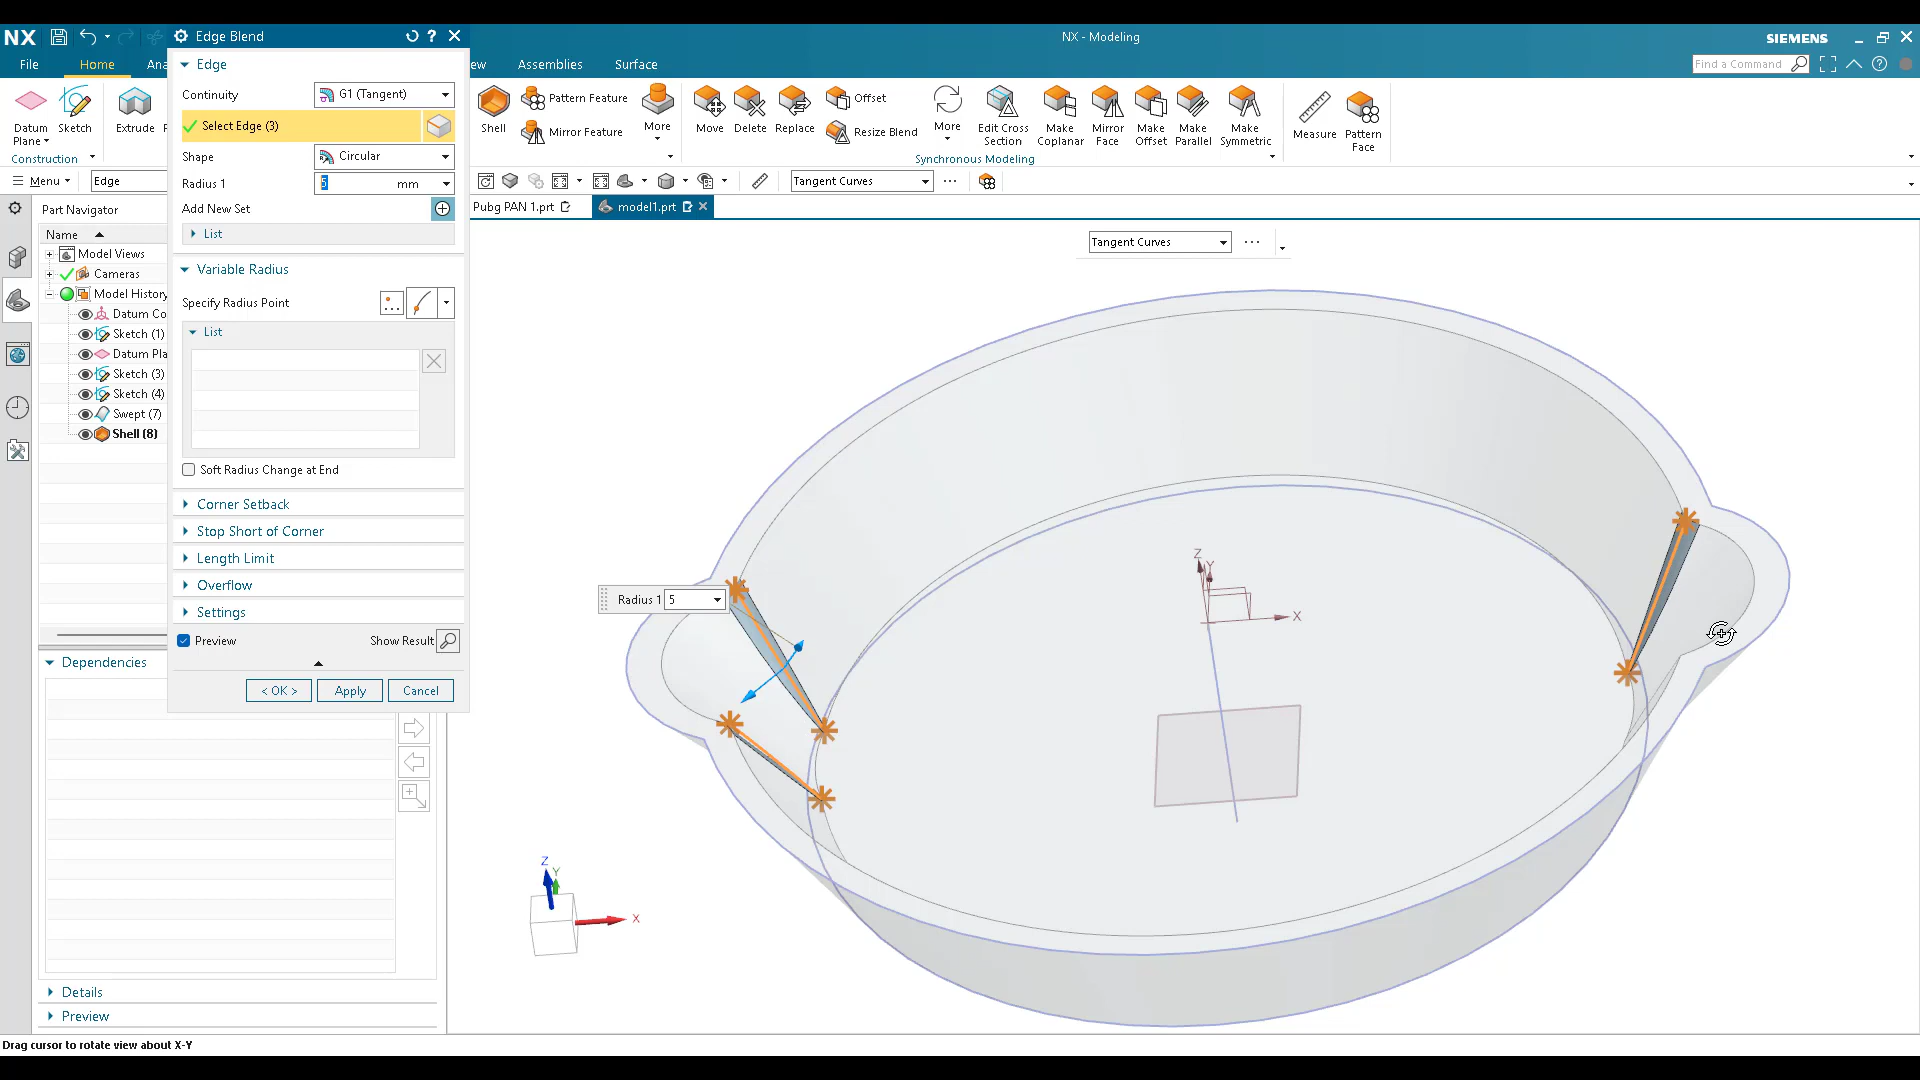 NX
Edge Blend
NX - Modeling
SIEMENS
File
Home
Ana
ew
Assemblies
Surface
Find a Command
Edge
Continuity
G1 (Tangent)
Select Edge (3)
Shape
Circular
Radius 1
5
mm
Add New Set
List
Variable Radius
Specify Radius Point
List
Soft Radius Change at End
Corner Setback
Stop Short of Corner
Length Limit
Overflow
Settings
Preview
Show Result
< OK >
Apply
Cancel
Datum
Plane
Sketch
Extrude
Construction
Shell
Pattern Feature
Mirror Feature
More
Move
Delete
Replace
Offset
Resize Blend
More
Edit Cross
Section
Make
Coplanar
Mirror
Face
Make
Offset
Make
Parallel
Make
Symmetric
Synchronous Modeling
Measure
Pattern
Face
Menu
Edge
Tangent Curves
Part Navigator
Pubg PAN 1.prt
model1.prt
Name
Model Views
Cameras
Model History
Datum Co
Sketch (1)
Datum Pla
Sketch (3)
Sketch (4)
Swept (7)
Shell (8)
Dependencies
Details
Preview
Tangent Curves
Radius 1
5
Z
Y
X
Z
Y
X
Drag cursor to rotate view about X-Y